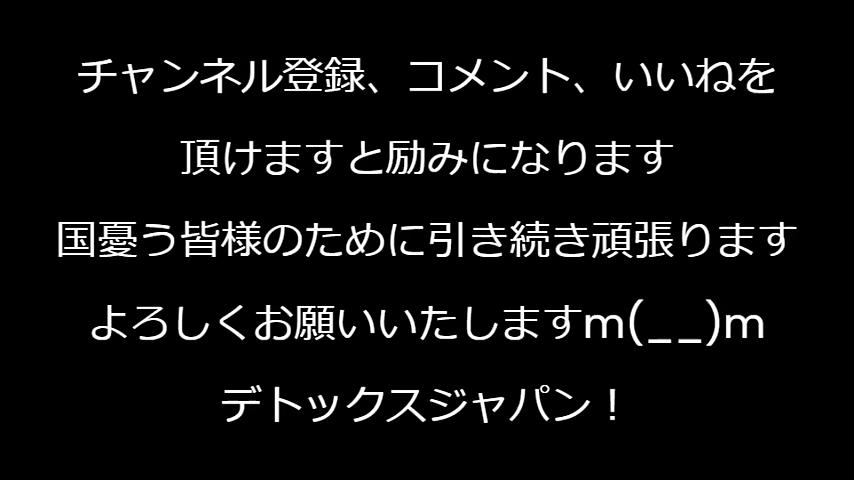 チャンネル登録、コメント、いいねを
頂けますと励みになります
国憂う皆様のために引き続き頑張ります
よろしくお願いいたしますm(__)m
デトックスジャパン！